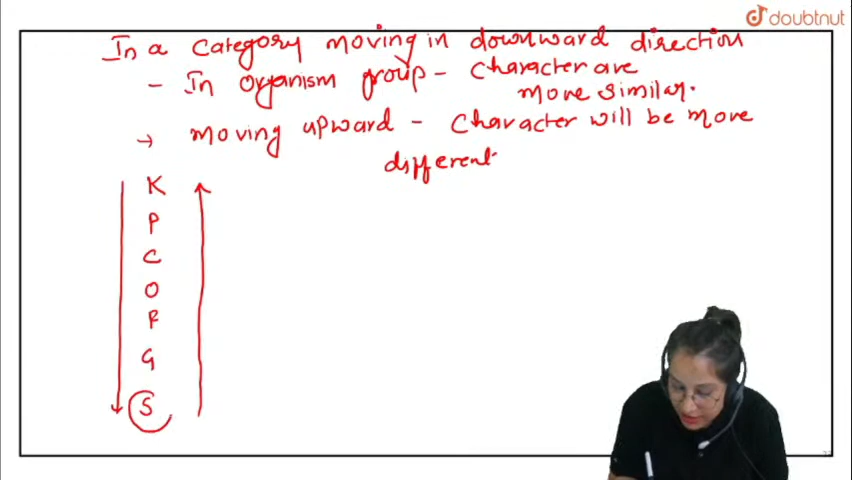 doubtnut
In a category moving in downward direction
- In organism group - character are
more similar.
→ moving upward - character will be more
different
K
P
C
O
F
G
S